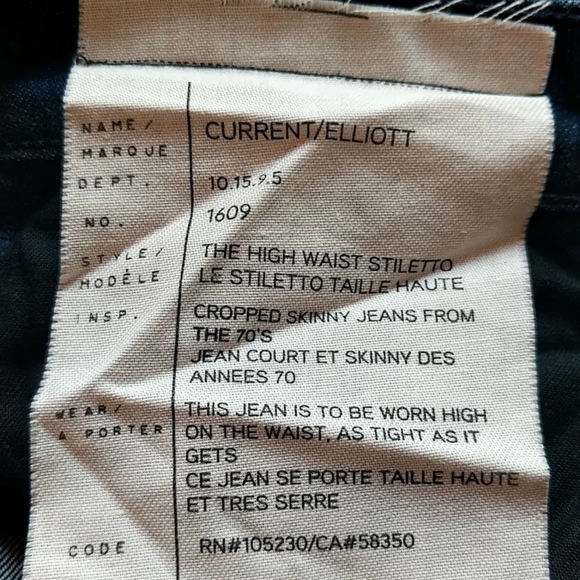 NAME/ CURRENT/ELLIOTT
MARQUE
DEPT. 10.15.9.5
NO. 1609
STYLE/ THE HIGH WAIST STILETTO
MODÈLE LE STILETTO TAILLE HAUTE
INSP. CROPPED SKINNY JEANS FROM
THE 70'S
JEAN COURT ET SKINNY DES
ANNEES 70
WEAR/ THIS JEAN IS TO BE WORN HIGH
A PORTER ON THE WAIST, AS TIGHT AS IT
GETS
CE JEAN SE PORTE TAILLE HAUTE
ET TRES SERRE
CODE RN#105230/CA#58350